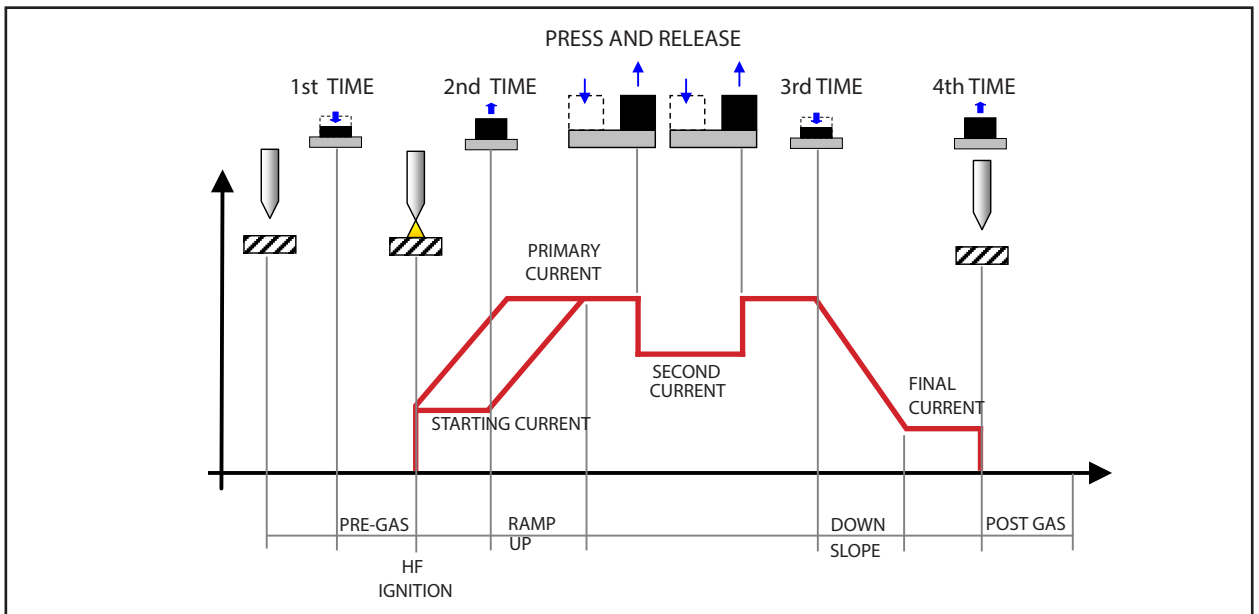 PRESS AND RELEASE
1st TIME
2nd TIME
3rd TIME
4th TIME
PRIMARY
CURRENT
SECOND
CURRENT
STARTING CURRENT
FINAL
CURRENT
PRE-GAS
RAMP
UP
DOWN
SLOPE
POST GAS
HF
IGNITION